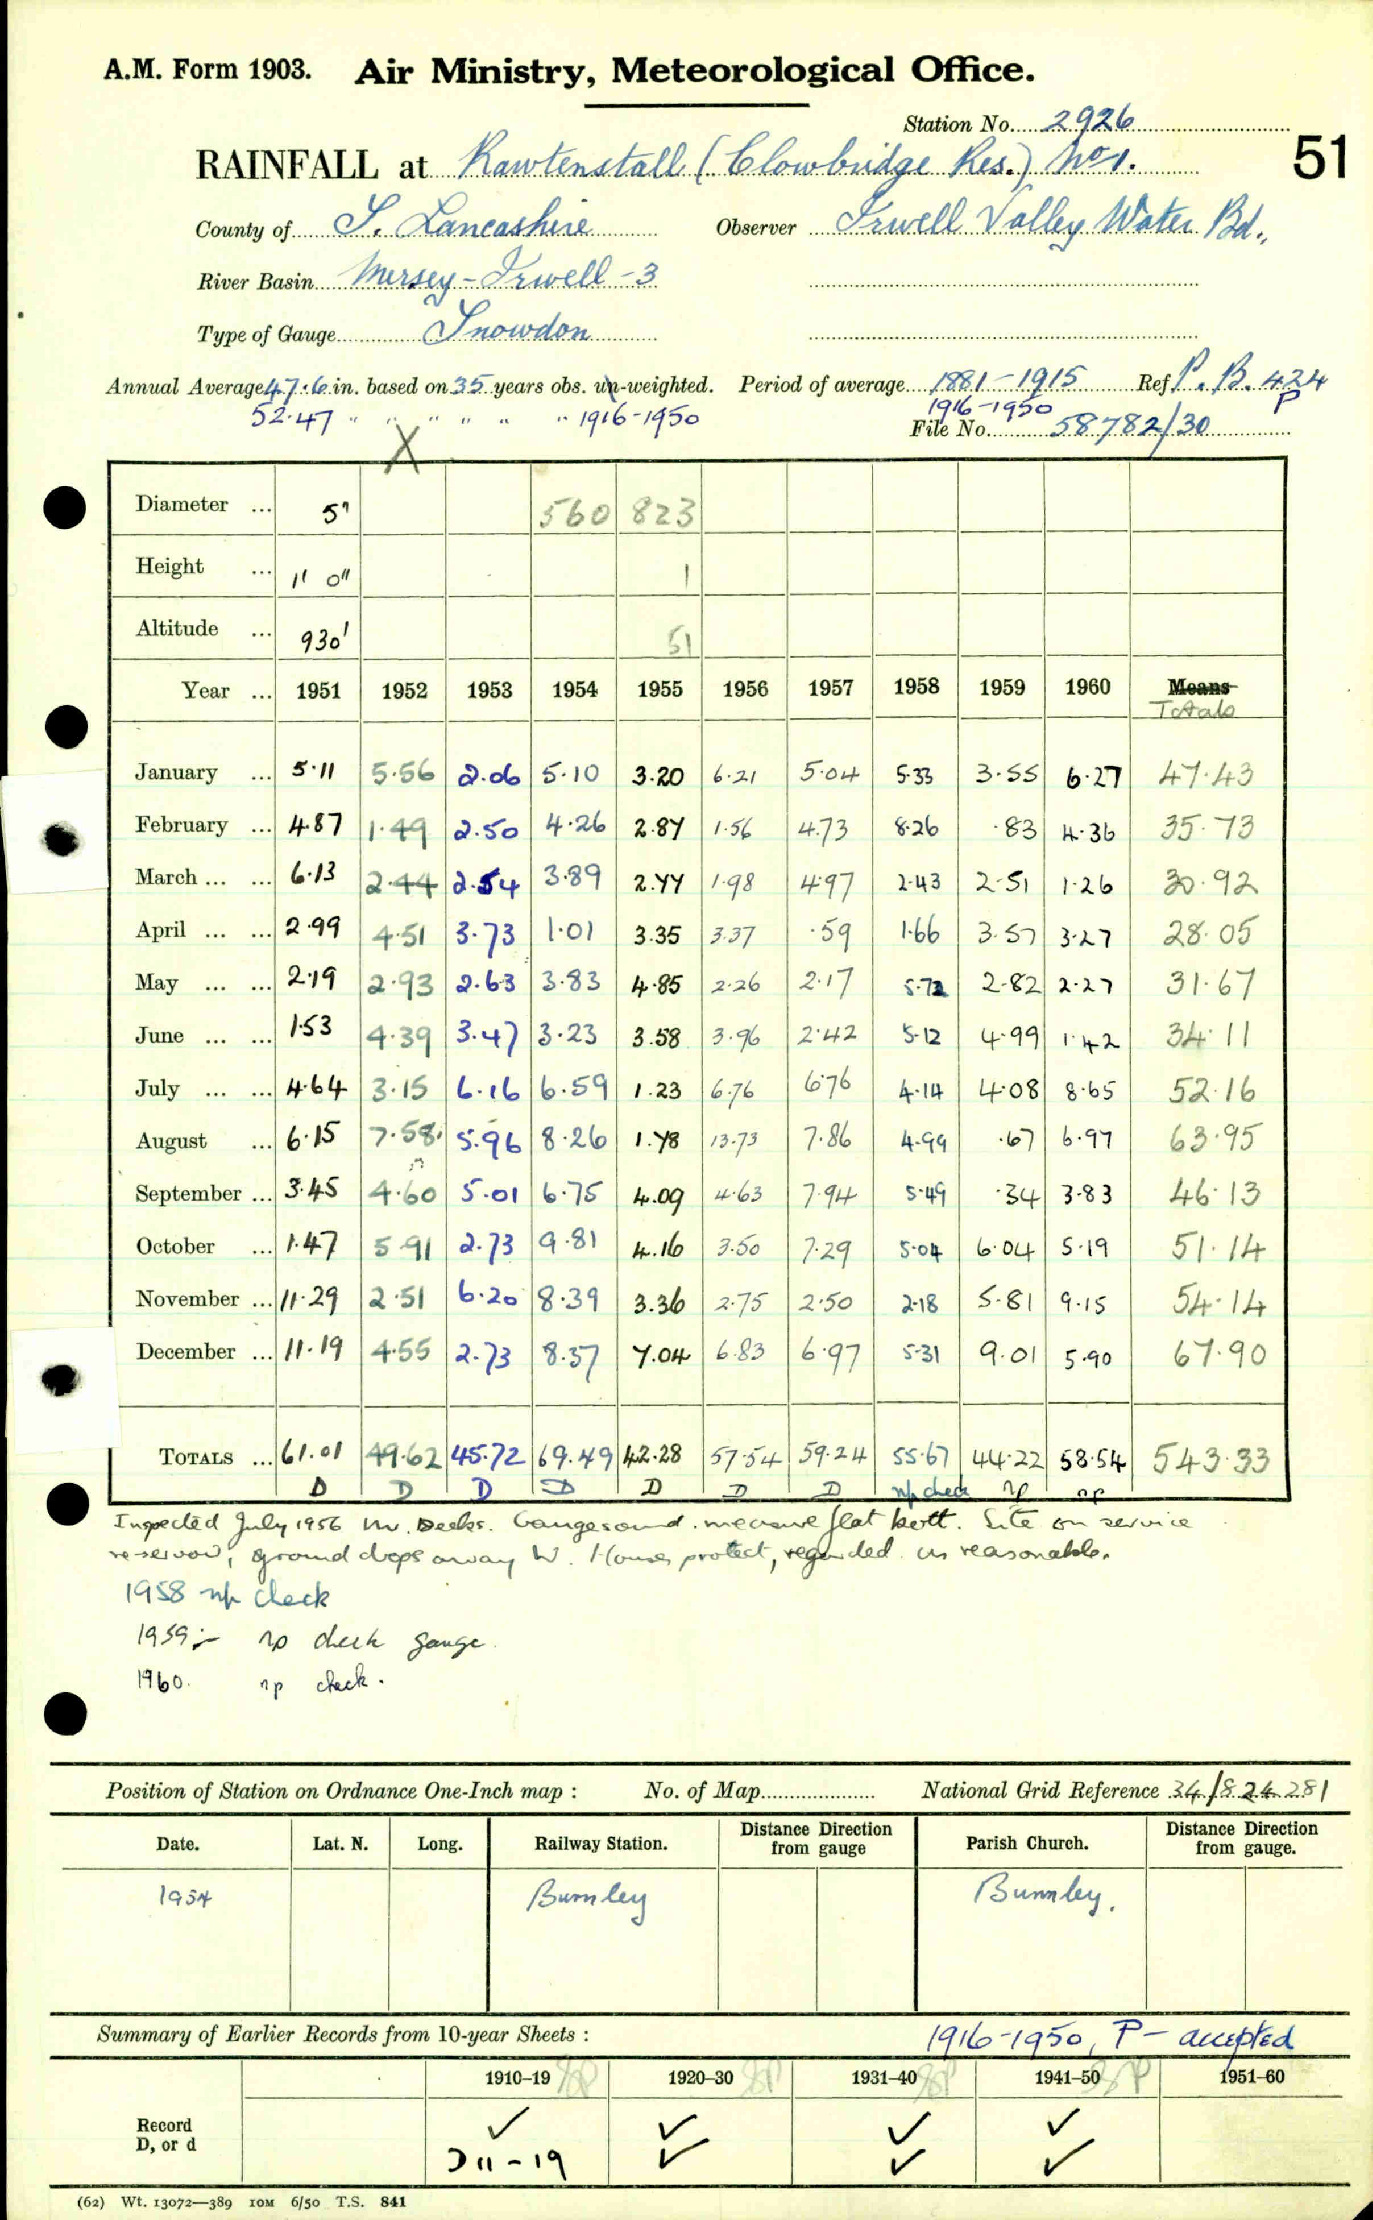 A.M. Form 1903. Air Ministry, Meteorological Office.
Station No. 2926
51
RAINFALL at Rawtenstall (Clowbridge Res.) No 1.
County of S. Lancashire Observer Irwell Valley Water Bd.,
River Basin Mersey-Irwell-3
Type of Gauge Snowdon
Annual Average 47.6 in. based on 35 years obs. un-weighted. Period of average 1881-1915 Ref P.B. 424
52.47 " " " " " " 1916-1950 1916-1950 P
File No. 58782/30
X
Diameter ... 5" 560 823
Height ... 1' 0" 1
Altitude ... 930' 51
Year ... 1951 1952 1953 1954 1955 1956 1957 1958 1959 1960 Means
Totals
January ... 5.11 5.56 2.06 5.10 3.20 6.21 5.04 5.33 3.55 6.27 47.43
February ... 4.87 1.49 2.50 4.26 2.87 1.56 4.73 8.26 .83 4.36 35.73
March ... ... 6.13 2.44 2.54 3.89 2.77 1.98 4.97 2.43 2.51 1.26 30.92
April ... ... 2.99 4.51 3.73 1.01 3.35 3.37 .59 1.66 3.57 3.27 28.05
May ... ... 2.19 2.93 2.63 3.83 4.85 2.26 2.17 5.72 2.82 2.27 31.67
June ... ... 1.53 4.39 3.47 3.23 3.58 3.96 2.42 5.12 4.99 1.42 34.11
July ... ... 4.64 3.15 6.16 6.59 1.23 6.76 6.76 4.14 4.08 8.65 52.16
August ... 6.15 7.58 5.96 8.26 1.78 13.73 7.86 4.99 .67 6.97 63.95
September ... 3.45 4.60 5.01 6.75 4.09 4.63 7.94 5.49 .34 3.83 46.13
October ... 1.47 5.91 2.73 9.81 4.16 3.50 7.29 5.04 6.04 5.19 51.14
November ... 11.29 2.51 6.20 8.39 3.36 2.75 2.50 2.18 5.81 9.15 54.14
December ... 11.19 4.55 2.73 8.37 7.04 6.83 6.97 5.31 9.01 5.90 67.90
TOTALS ... 61.01 49.62 45.72 69.49 42.28 57.54 59.24 55.67 44.22 58.54 543.33
D D D D D D D np check np np
Inspected July 1956 Mr. Deeks. Gauge sound. measure flat bott. Site on service
reservoir, ground drops away W. House protect, regarded as reasonable.
1958 np check
1959:- np check gauge.
1960. np check.
Position of Station on Ordnance One-Inch map : No. of Map National Grid Reference 34/824281
Date. Lat. N. Long. Railway Station. Distance Direction from gauge Parish Church. Distance Direction from gauge.
1954 Burnley Burnley.
Summary of Earlier Records from 10-year Sheets : 1916-1950, P- accepted
1910-19 1920-30 1931-40 1941-50 1951-60
Record
D, or d ✓ ✓ ✓ ✓
D 11-19 ✓ ✓ ✓
(62) Wt. 13072—389 10M 6/50 T.S. 841